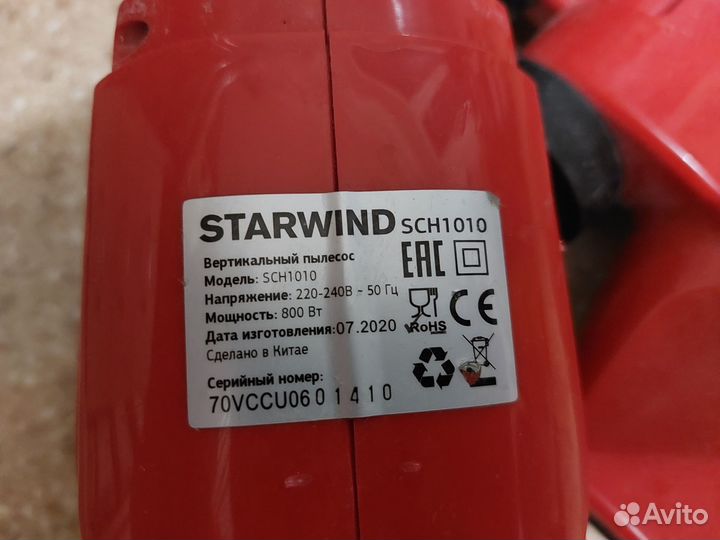 STARWIND SCH1010
Вертикальный пылесос
Модель: SCH1010
Напряжение: 220-240В ~ 50 Гц
Мощность: 800 Вт
Дата изготовления: 07.2020
Сделано в Китае
Серийный номер:
70VCCU0601410
EAC
CE
RoHS
Avito